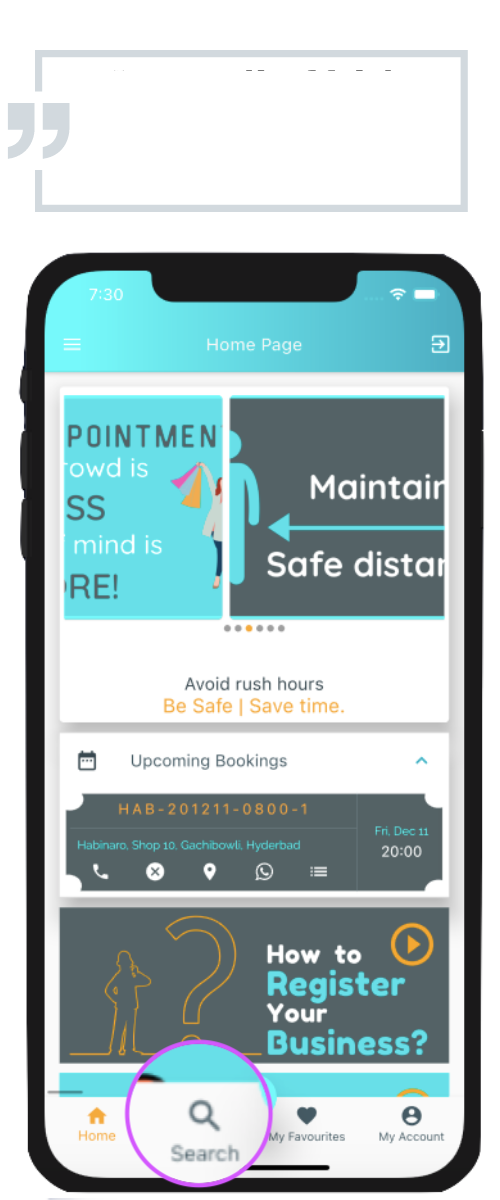 7:30
Home Page
POINTMEN
rowd is
SS
mind is
RE!
Maintair
Safe distar
Avoid rush hours
Be Safe | Save time.
Upcoming Bookings
HAB-201211-0800-1
Habinaro, Shop 10, Gachibowli, Hyderbad
Fri, Dec 11
20:00
How to
Register
Your
Business?
Home
Search
My Favourites
My Account